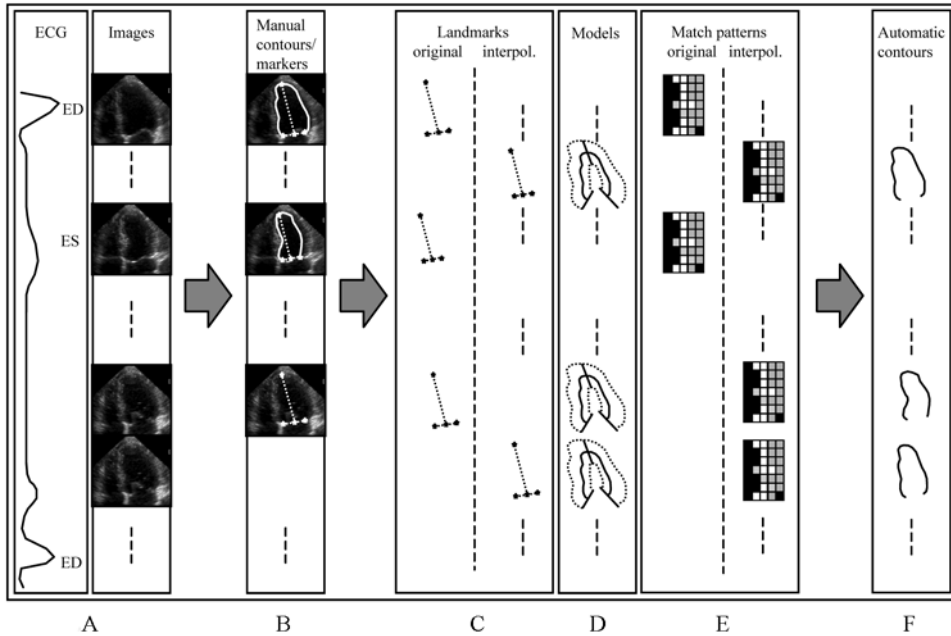 ECG
Images
Manual
contours/
markers
Landmarks
original interpol.
Models
Match patterns
original interpol.
Automatic
contours
ED
ES
ED
A B C D E F